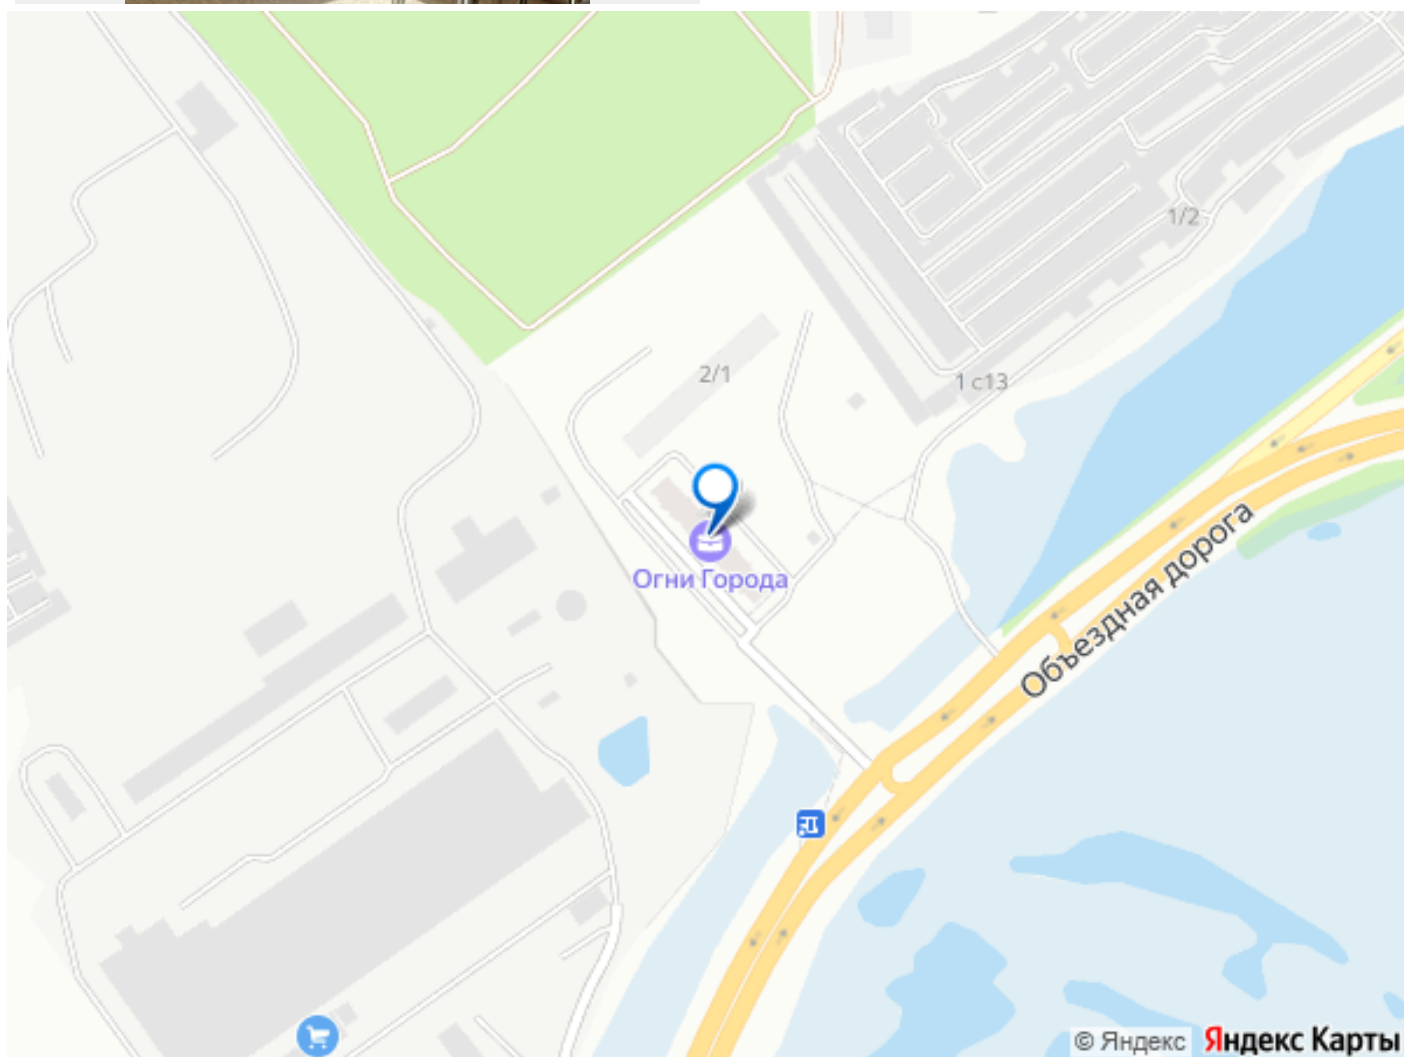 1/2
2/1
1 с13
Огни Города
Объездная дорога
© Яндекс Яндекс Карты